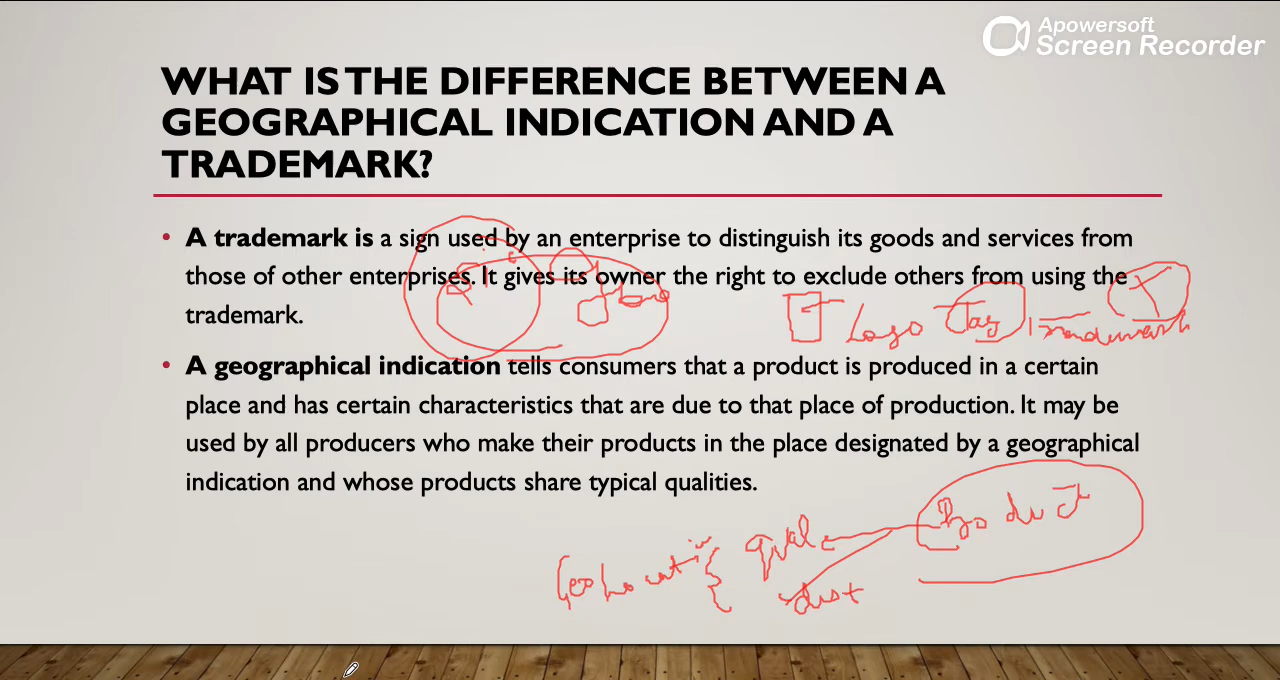 Apowersoft
Screen Recorder
WHAT IS THE DIFFERENCE BETWEEN A
GEOGRAPHICAL INDICATION AND A
TRADEMARK?
• A trademark is a sign used by an enterprise to distinguish its goods and services from
those of other enterprises. It gives its owner the right to exclude others from using the
trademark.
Logo Tag Trademark
• A geographical indication tells consumers that a product is produced in a certain
place and has certain characteristics that are due to that place of production. It may be
used by all producers who make their products in the place designated by a geographical
indication and whose products share typical qualities.
Product